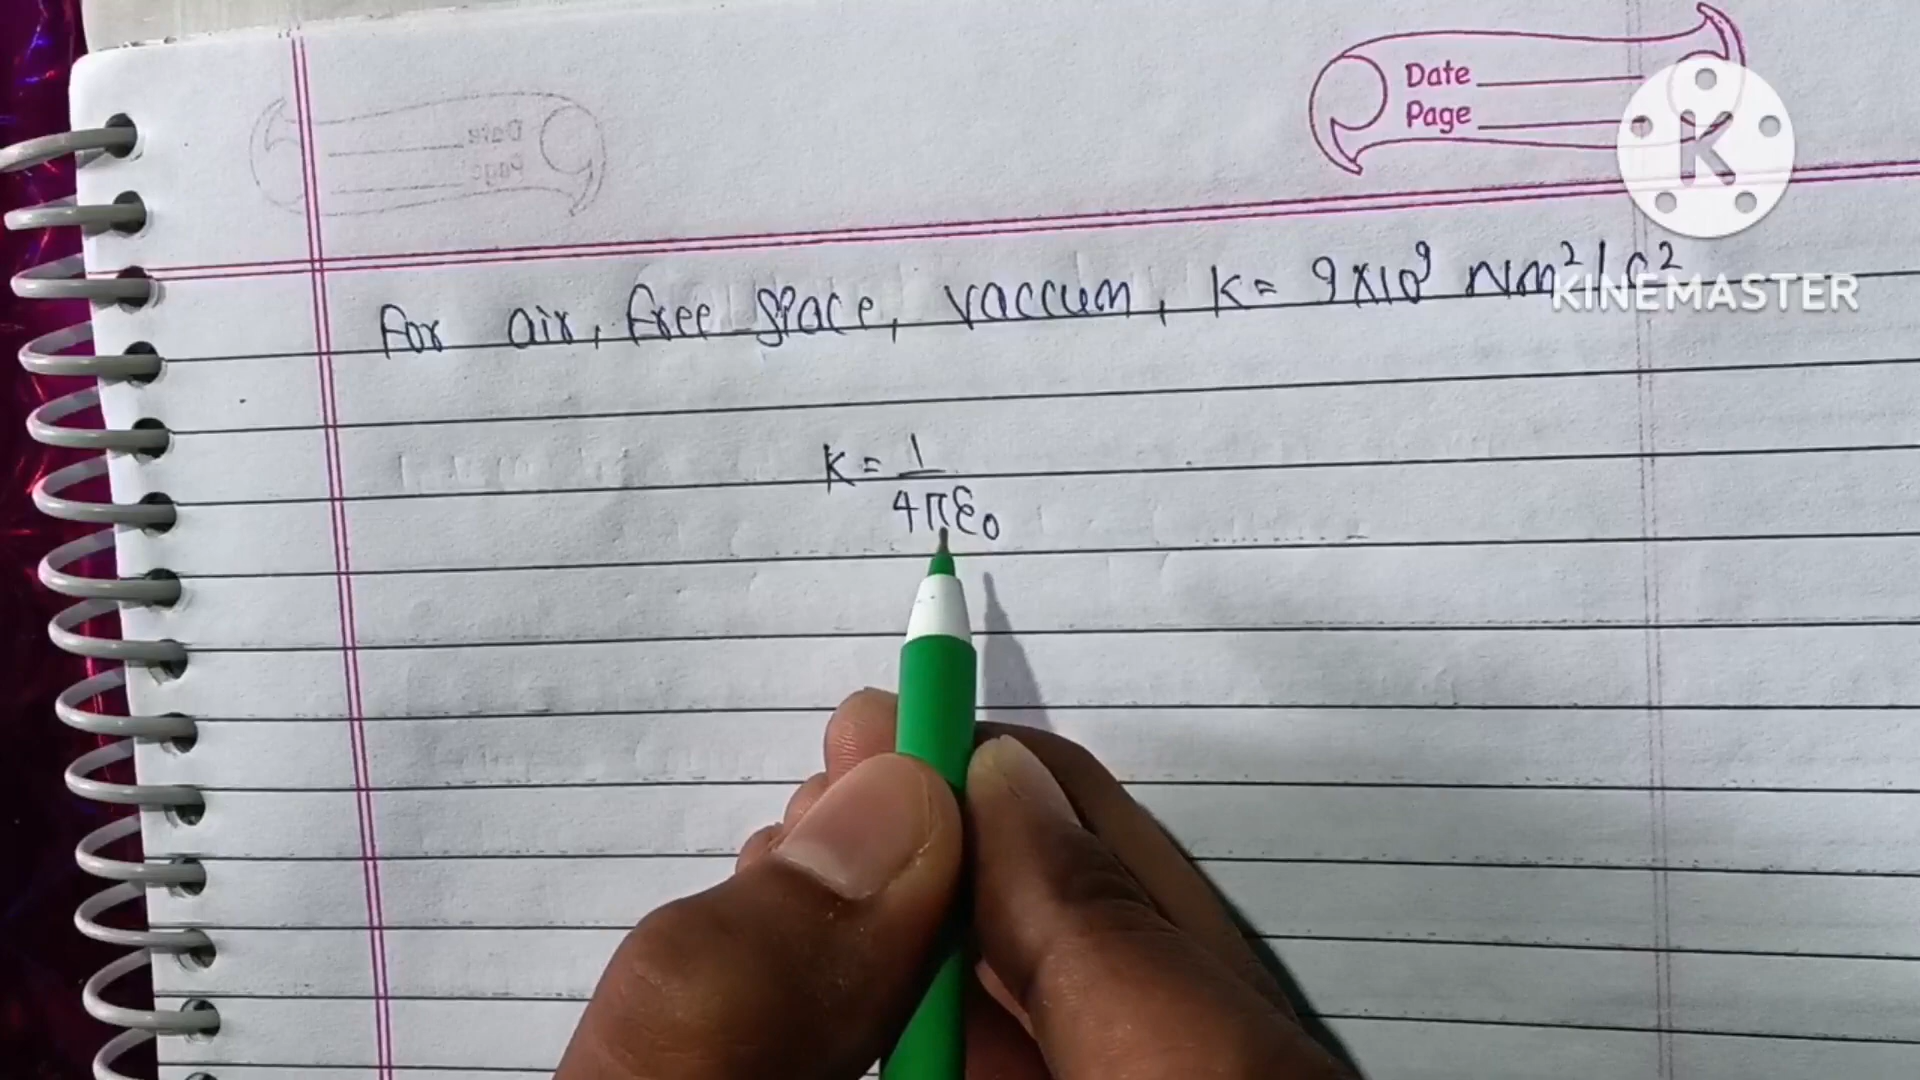 Date
Page
For air, free space, vaccum, K = 9×10⁹ Nm²/C²
KINEMASTER
K = 1/4πε₀